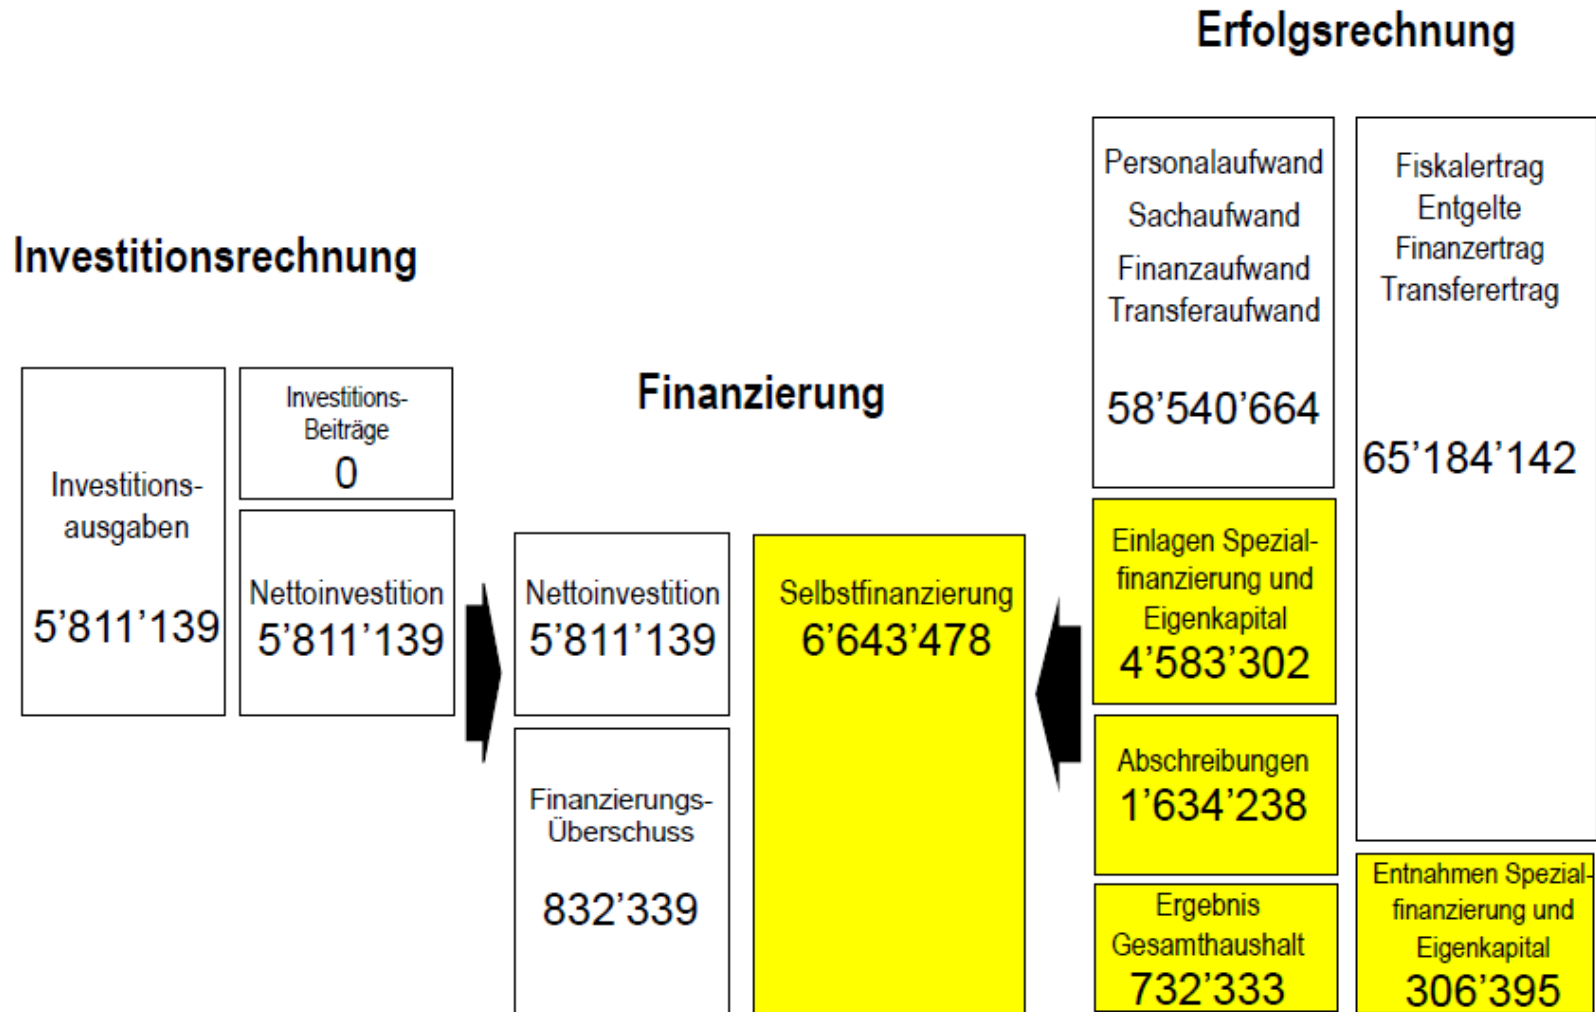 Erfolgsrechnung
Personalaufwand
Sachaufwand
Finanzaufwand
Transferaufwand
58’540’664
Fiskalertrag
Entgelte
Finanzertrag
Transferertrag
65’184’142
Investitionsrechnung
Investitions-
ausgaben
5’811’139
Investitions-
Beiträge
0
Nettoinvestition
5’811’139
Finanzierung
Nettoinvestition
5’811’139
Finanzierungs-
Überschuss
832’339
Selbstfinanzierung
6’643’478
Einlagen Spezial-
finanzierung und
Eigenkapital
4’583’302
Abschreibungen
1’634’238
Ergebnis
Gesamthaushalt
732’333
Entnahmen Spezial-
finanzierung und
Eigenkapital
306’395